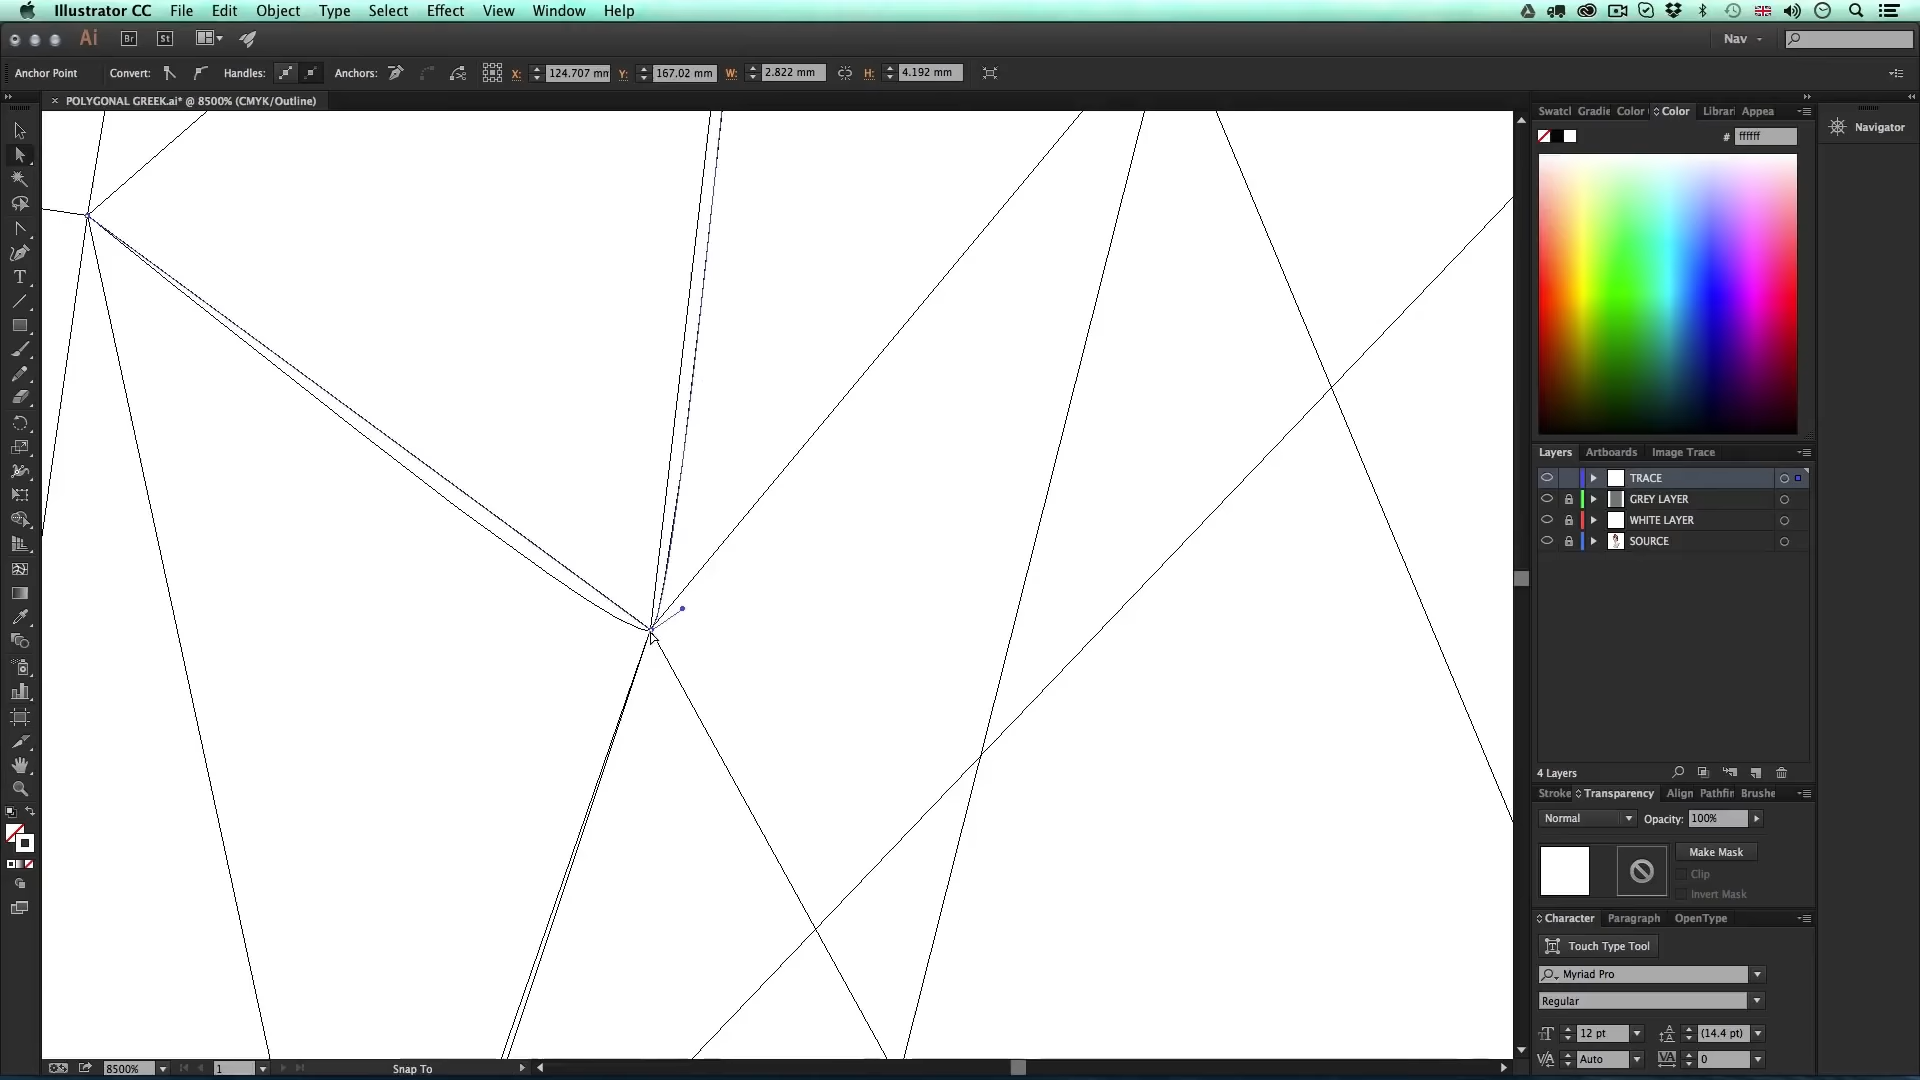 Illustrator CC File Edit Object Type Select Effect View Window Help
Ai Br St Nav
Anchor Point Convert: Handles: Anchors: X: 124.707 mm Y: 167.02 mm W: 2.822 mm H: 4.192 mm
× POLYGONAL GREEK.ai* @ 8500% (CMYK/Outline)
Swatcl Gradie Color Color Librari Appea
Navigator
# ffffff
Layers Artboards Image Trace
TRACE
GREY LAYER
WHITE LAYER
SOURCE
4 Layers
Stroke Transparency Align Pathfin Brushe
Normal Opacity: 100%
Make Mask
Clip
Invert Mask
Character Paragraph OpenType
Touch Type Tool
Myriad Pro
Regular
12 pt (14.4 pt)
Auto 0
8500% 1 Snap To